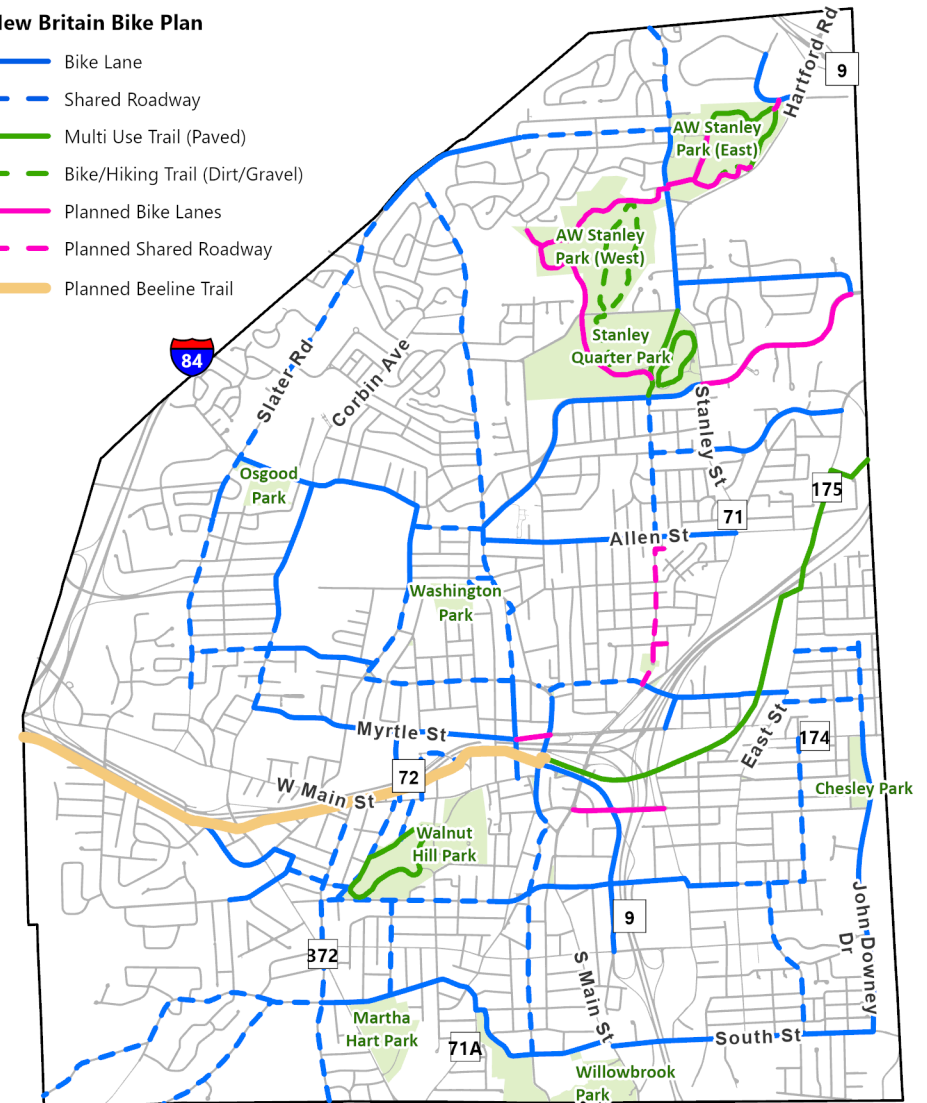 ew Britain Bike Plan
Bike Lane
Shared Roadway
Multi Use Trail (Paved)
Bike/Hiking Trail (Dirt/Gravel)
Planned Bike Lanes
Planned Shared Roadway
Planned Beeline Trail
Hartford Rd
9
AW Stanley
Park (East)
AW Stanley
Park (West)
Stanley
Quarter Park
84
Slater Rd
Corbin Ave
Stanley St
Osgood
Park
175
71
Allen St
Washington
Park
Myrtle St
East St
174
72
W Main St
Chesley Park
Walnut
Hill Park
9
372
John Downey
Dr
S Main St
Martha
Hart Park
71A
South St
Willowbrook
Park